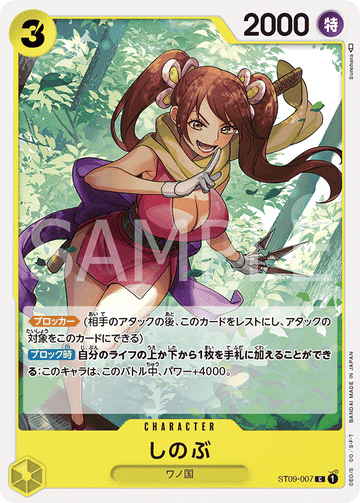 3
2000
特
Sunohara
SAMPLE
ブロッカー (相手のアタックの後、このカードをレストにし、アタックの
対象をこのカードにできる)
ブロック時 自分のライフの上か下から1枚を手札に加えることができ
る:このキャラは、このバトル中、パワー+4000。
CHARACTER
しのぶ
ワノ国
ST09-007 C 1
©EO/S ©O/S・F・T BANDAI MADE IN JAPAN